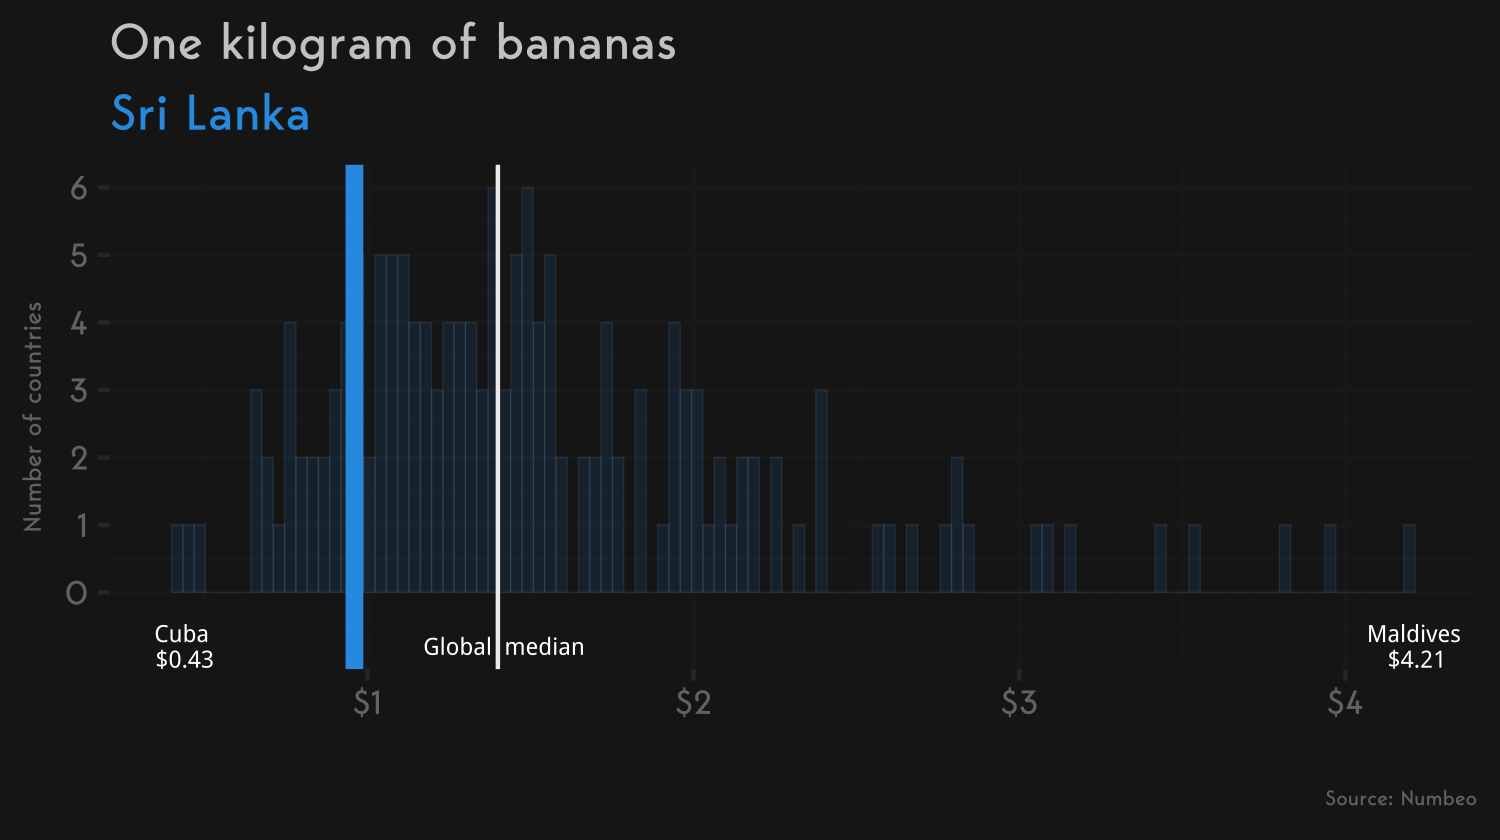 One kilogram of bananas
Sri Lanka
Number of countries
6
5
4
3
2
1
0
Cuba
$0.43
Global median
Maldives
$4.21
$1
$2
$3
$4
Source: Numbeo